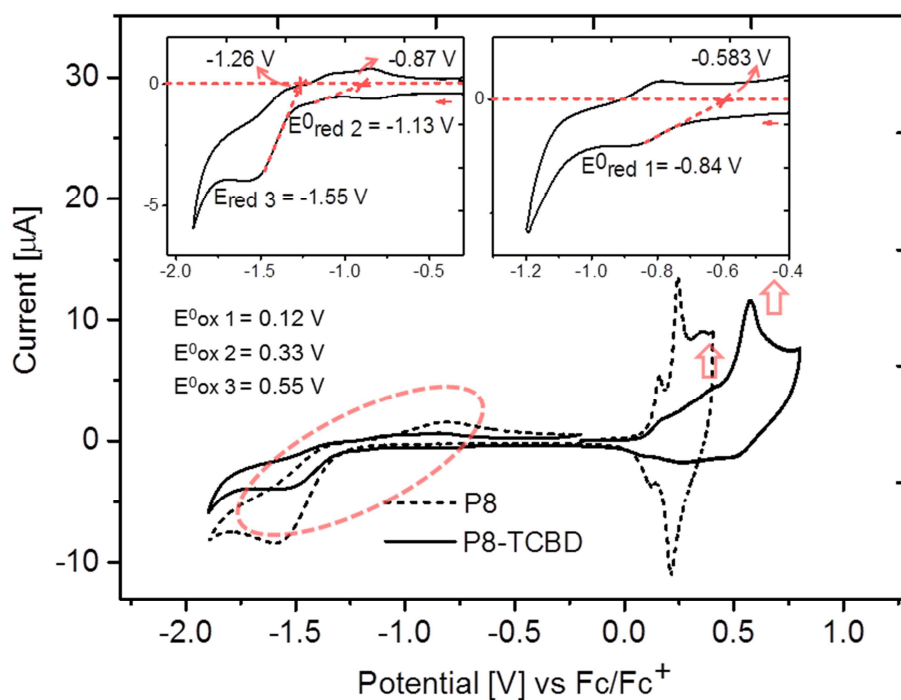 -1.26 V
-0.87 V
0
-5
E⁰red 2 = -1.13 V
Ered 3 = -1.55 V
-2.0 -1.5 -1.0 -0.5
-0.583 V
0
E⁰red 1 = -0.84 V
-1.2 -1.0 -0.8 -0.6 -0.4
30
20
10
0
-10
Current [µA]
E⁰ox 1 = 0.12 V
E⁰ox 2 = 0.33 V
E⁰ox 3 = 0.55 V
P8
P8-TCBD
-2.0 -1.5 -1.0 -0.5 0.0 0.5 1.0
Potential [V] vs Fc/Fc⁺